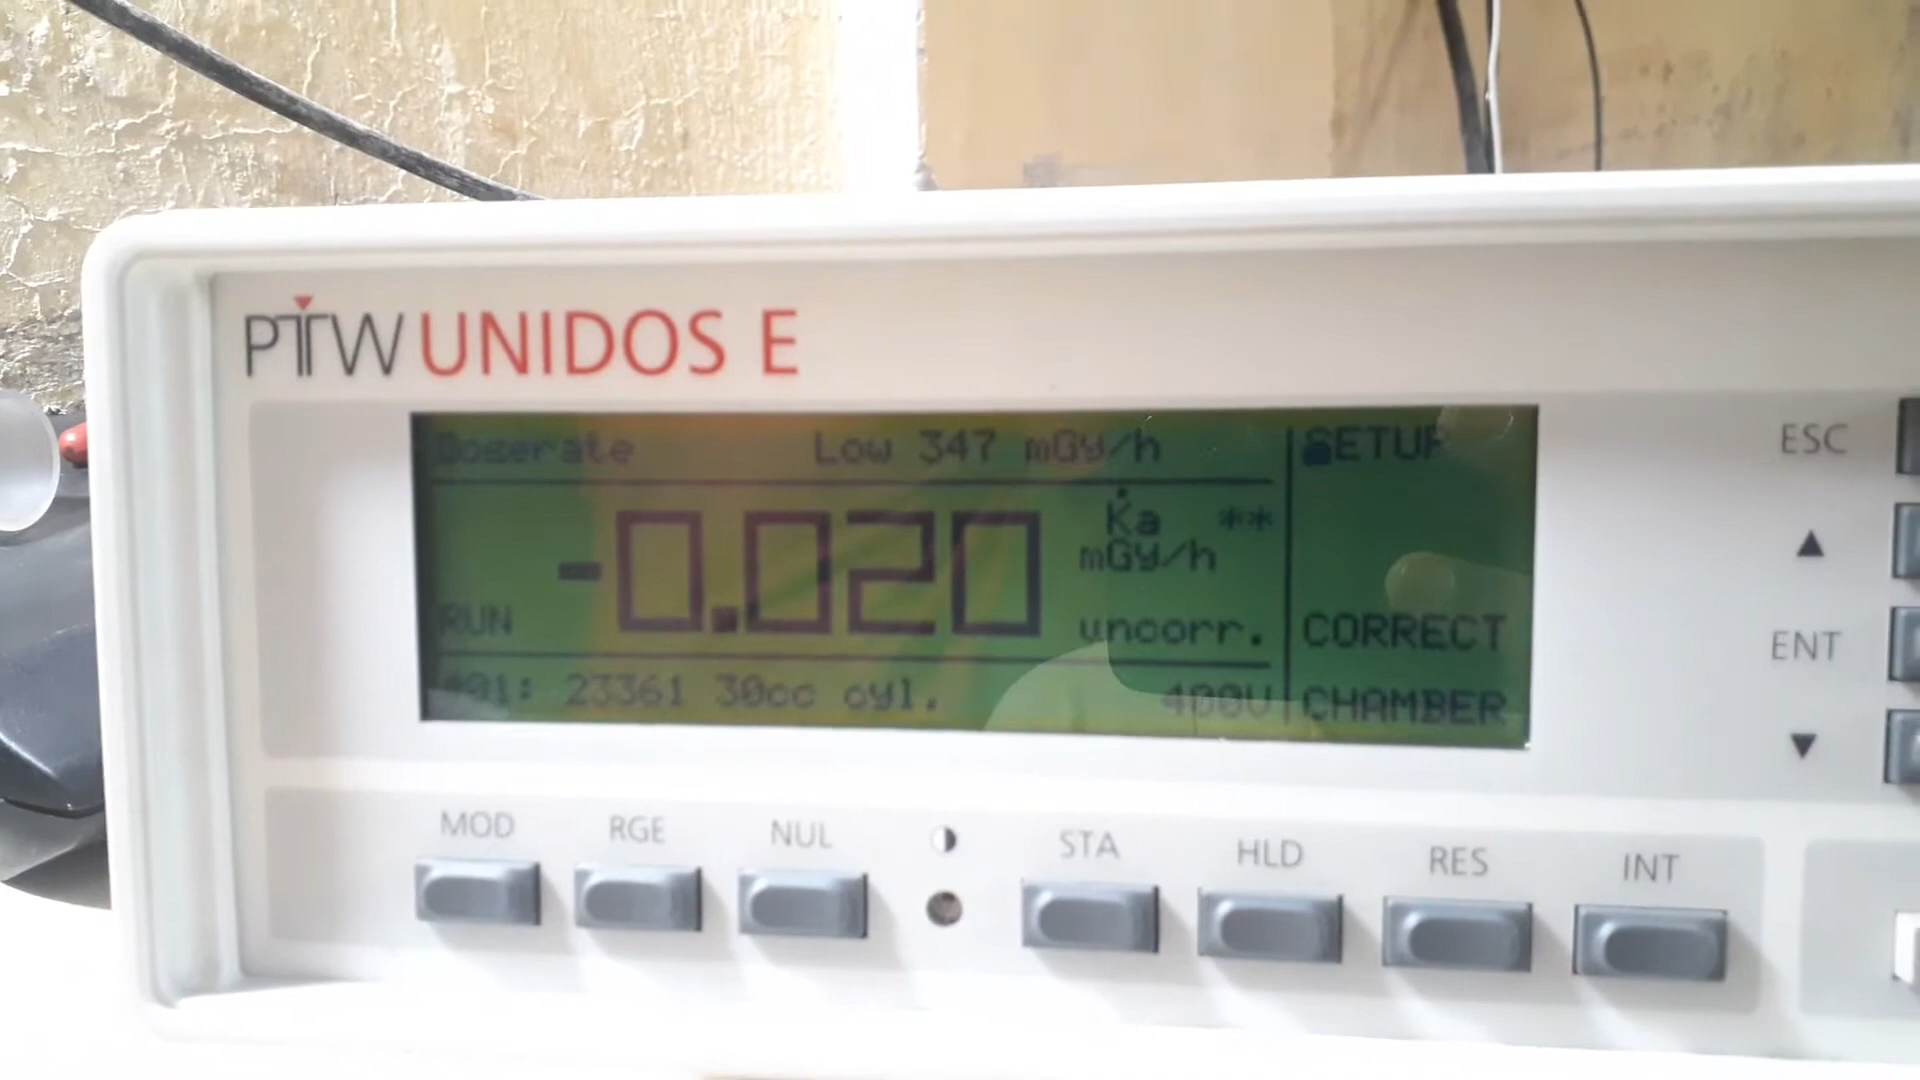 PTW UNIDOS E
Doserate Low 347 mGy/h SETUP
-0.020 K̇a **
mGy/h
RUN uncorr. CORRECT
#01: 23361 30cc cyl. 400V CHAMBER
ESC
▲
ENT
▼
MOD RGE NUL STA HLD RES INT